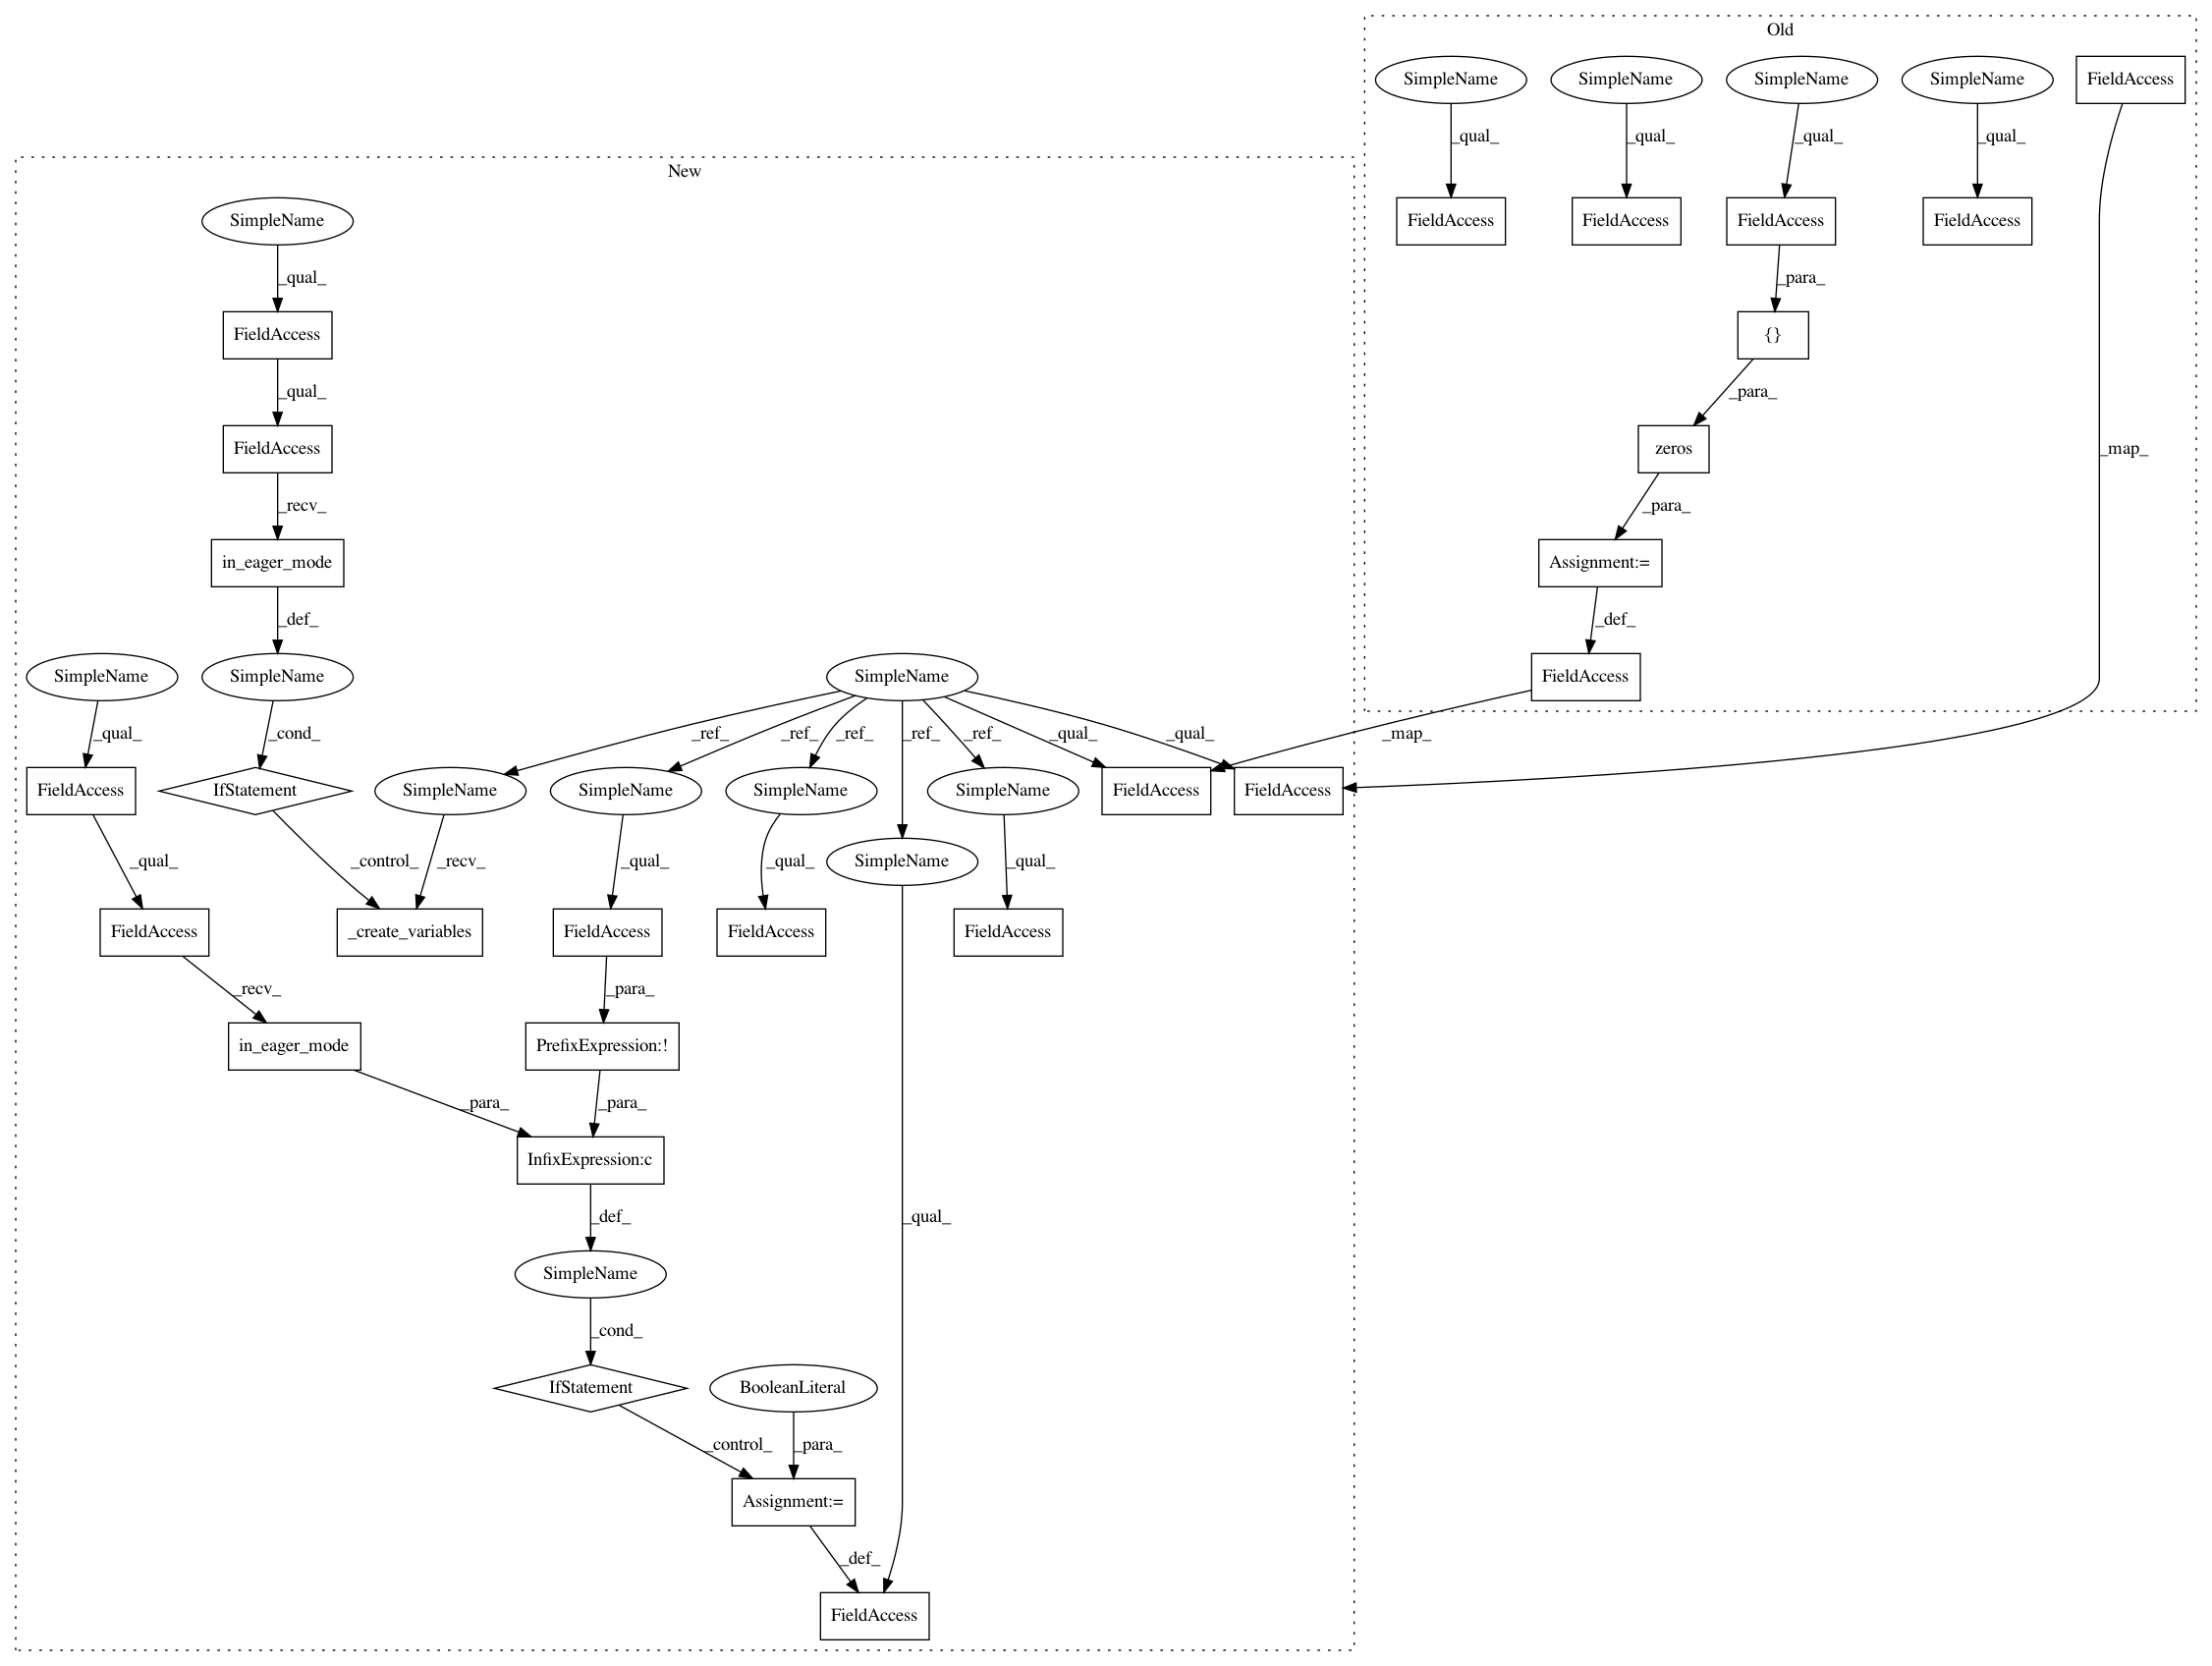 Old
SimpleName
SimpleName
SimpleName
SimpleName
FieldAccess
_qual_
_qual_
_qual_
_qual_
New
SimpleName
FieldAccess
FieldAccess
FieldAccess
FieldAccess
_qual_
_para_
FieldAccess
{}
_qual_
_para_
FieldAccess
zeros
_map_
_recv_
_para_
in_eager_mode
Assignment:=
_def_
_def_
SimpleName
SimpleName
SimpleName
FieldAccess
_qual_
_cond_
_ref_
_ref_
_ref_
_ref_
_ref_
_qual_
_qual_
_map_
FieldAccess
IfStatement
SimpleName
SimpleName
SimpleName
SimpleName
FieldAccess
FieldAccess
_qual_
_control_
_recv_
_qual_
_qual_
SimpleName
_qual_
FieldAccess
_create_variables
FieldAccess
FieldAccess
FieldAccess
_recv_
_para_
in_eager_mode
PrefixExpression:!
_para_
_para_
InfixExpression:c
_def_
_qual_
SimpleName
_cond_
IfStatement
BooleanLiteral
_control_
_para_
Assignment:=
_def_
FieldAccess